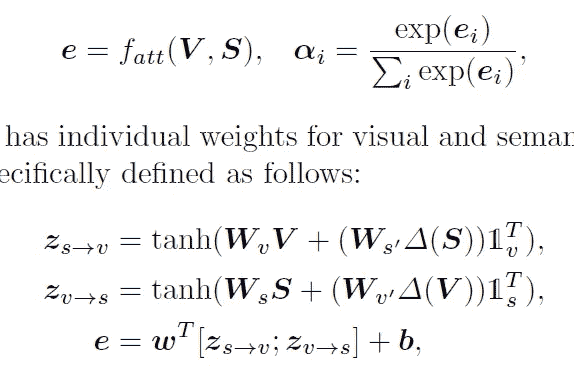 e = f_att(V, S), α_i = exp(e_i) / ∑_i exp(e_i),
has individual weights for visual and seman
ecifically defined as follows:
z_{s→v} = tanh(W_v V + (W_{s'} Δ(S))𝟙_v^T),
z_{v→s} = tanh(W_s S + (W_{v'} Δ(V))𝟙_s^T),
e = w^T[z_{s→v}; z_{v→s}] + b,